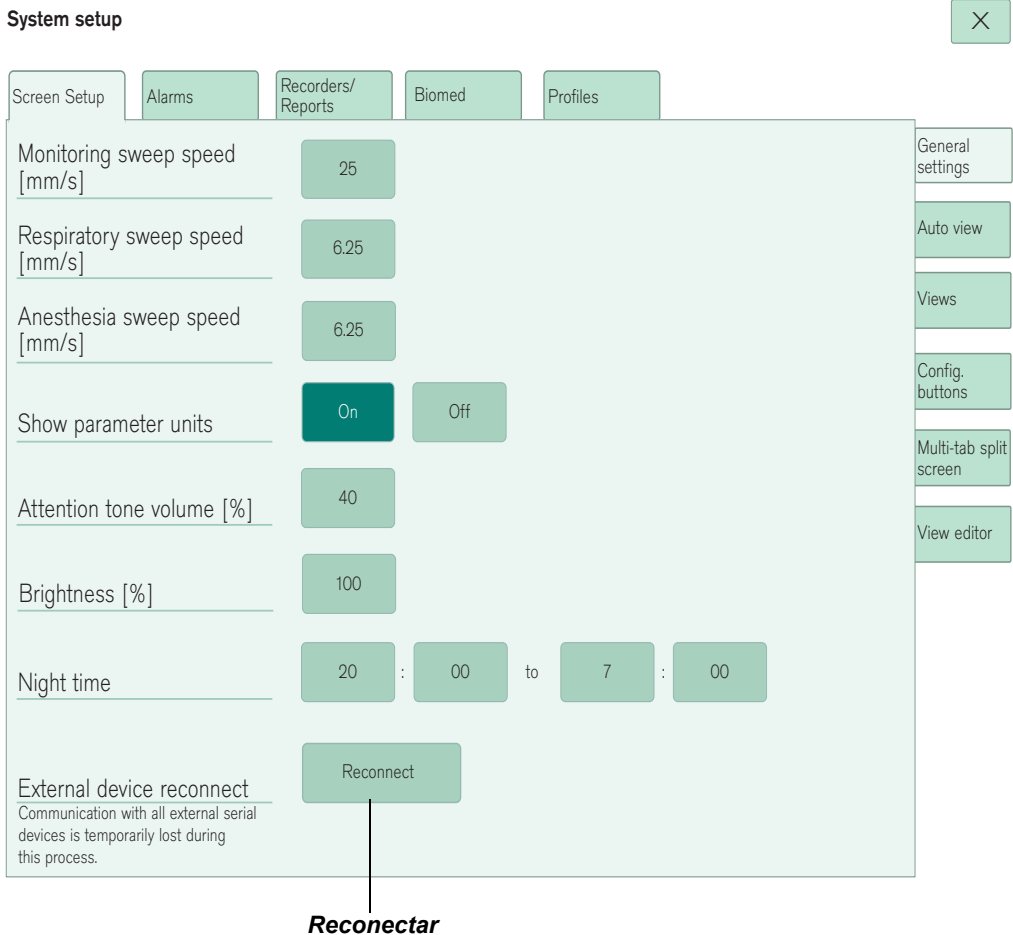 System setup
X
Screen Setup
Alarms
Recorders/
Reports
Biomed
Profiles
Monitoring sweep speed
[mm/s]
25
General
settings
Respiratory sweep speed
[mm/s]
6.25
Auto view
Anesthesia sweep speed
[mm/s]
6.25
Views
Show parameter units
On
Off
Config.
buttons
Attention tone volume [%]
40
Multi-tab split
screen
Brightness [%]
100
View editor
Night time
20 : 00 to 7 : 00
External device reconnect
Reconnect
Communication with all external serial
devices is temporarily lost during
this process.
Reconectar